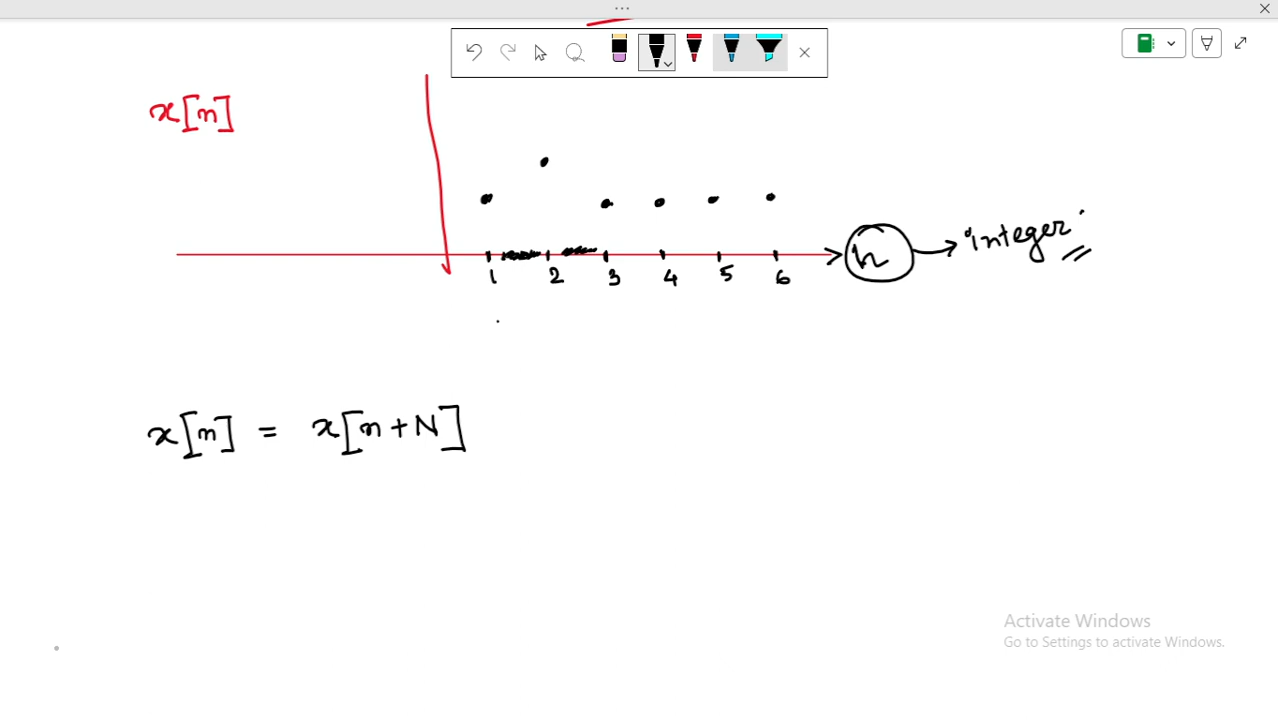 x[n]
n → "integer"
1 2 3 4 5 6
x[n] = x[n+N]
Activate Windows
Go to Settings to activate Windows.